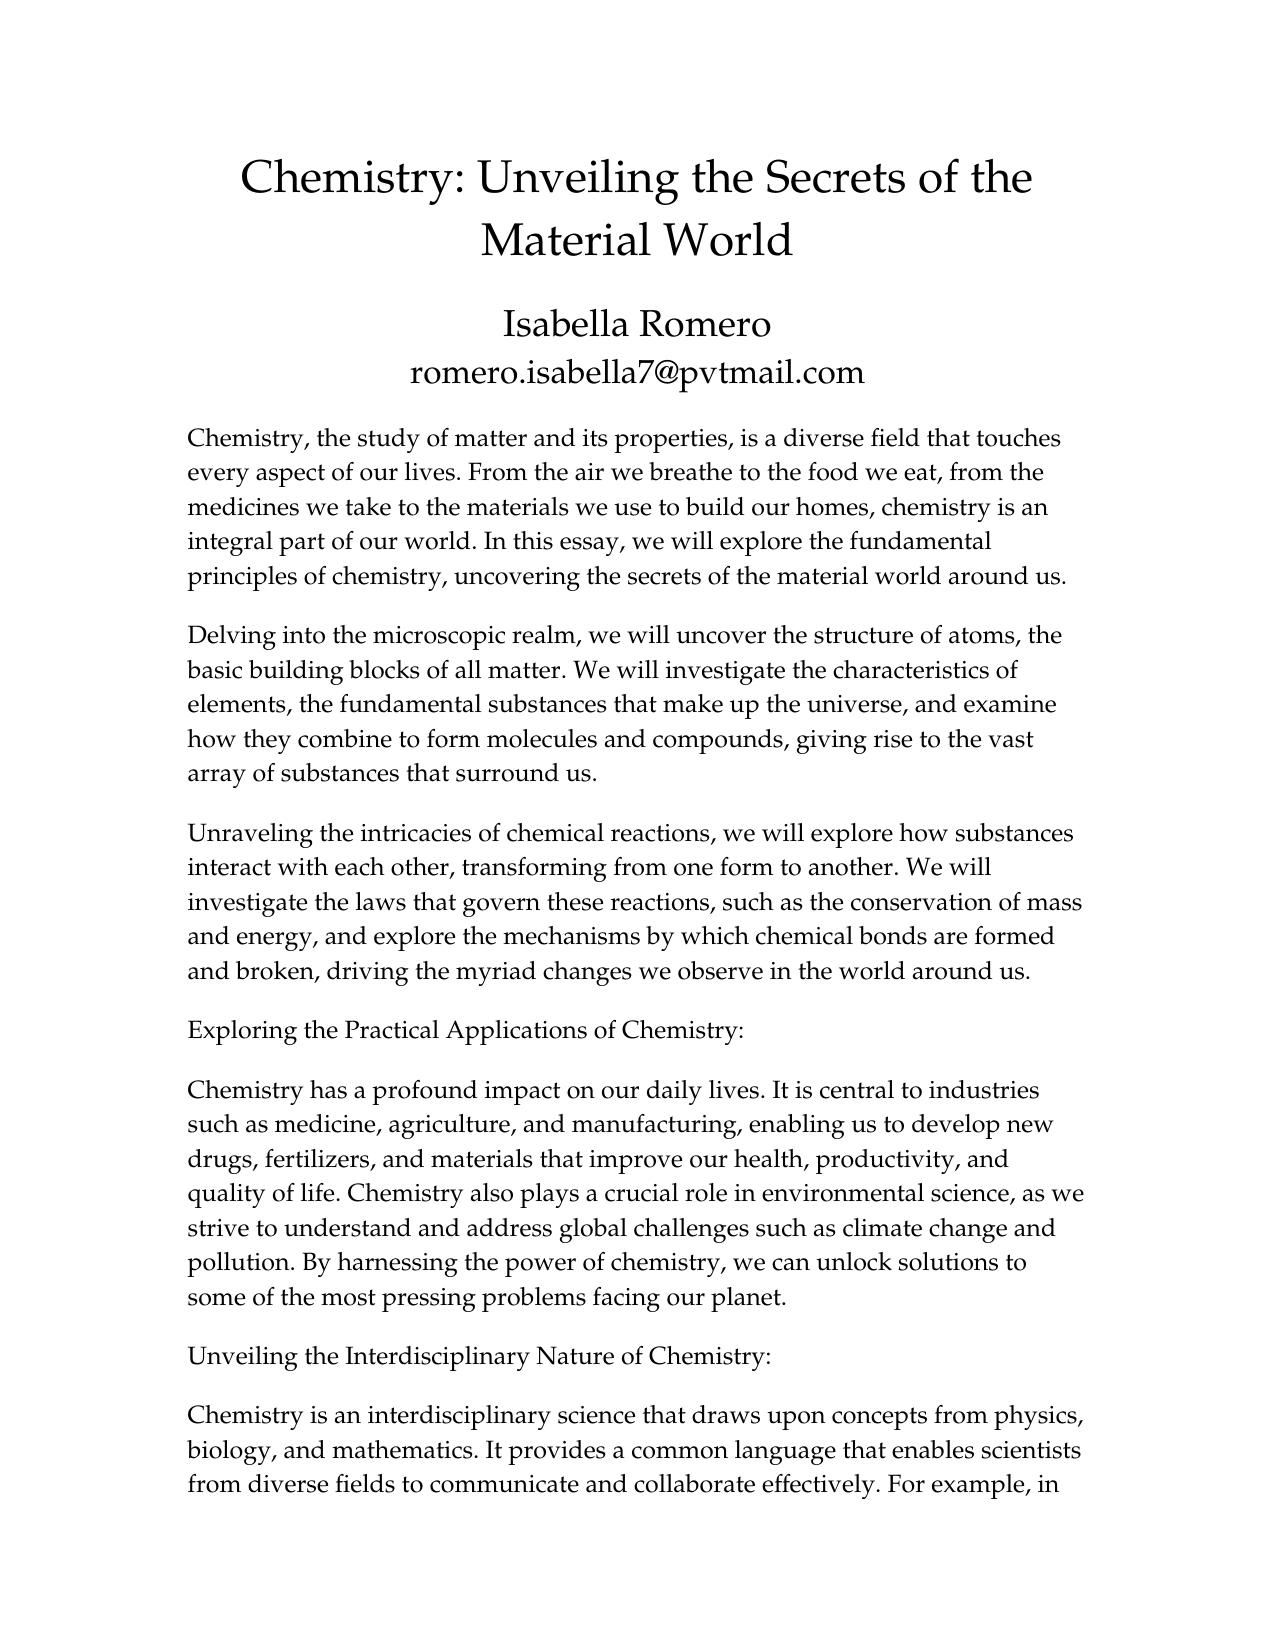 Chemistry: Unveiling the Secrets of the
Material World
Isabella Romero
romero.isabella7@pvtmail.com
Chemistry, the study of matter and its properties, is a diverse field that touches
every aspect of our lives. From the air we breathe to the food we eat, from the
medicines we take to the materials we use to build our homes, chemistry is an
integral part of our world. In this essay, we will explore the fundamental
principles of chemistry, uncovering the secrets of the material world around us.
Delving into the microscopic realm, we will uncover the structure of atoms, the
basic building blocks of all matter. We will investigate the characteristics of
elements, the fundamental substances that make up the universe, and examine
how they combine to form molecules and compounds, giving rise to the vast
array of substances that surround us.
Unraveling the intricacies of chemical reactions, we will explore how substances
interact with each other, transforming from one form to another. We will
investigate the laws that govern these reactions, such as the conservation of mass
and energy, and explore the mechanisms by which chemical bonds are formed
and broken, driving the myriad changes we observe in the world around us.
Exploring the Practical Applications of Chemistry:
Chemistry has a profound impact on our daily lives. It is central to industries
such as medicine, agriculture, and manufacturing, enabling us to develop new
drugs, fertilizers, and materials that improve our health, productivity, and
quality of life. Chemistry also plays a crucial role in environmental science, as we
strive to understand and address global challenges such as climate change and
pollution. By harnessing the power of chemistry, we can unlock solutions to
some of the most pressing problems facing our planet.
Unveiling the Interdisciplinary Nature of Chemistry:
Chemistry is an interdisciplinary science that draws upon concepts from physics,
biology, and mathematics. It provides a common language that enables scientists
from diverse fields to communicate and collaborate effectively. For example, in